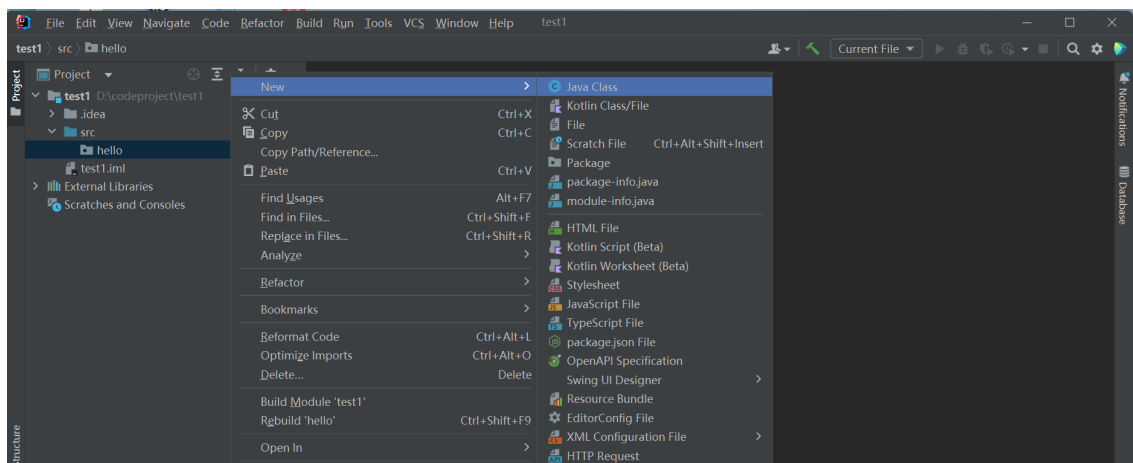 File Edit View Navigate Code Refactor Build Run Tools VCS Window Help test1
test1 src hello Current File
Project
Project
test1 D:\codeproject\test1
.idea
src
hello
test1.iml
External Libraries
Scratches and Consoles
New
Cut Ctrl+X
Copy Ctrl+C
Copy Path/Reference...
Paste Ctrl+V
Find Usages Alt+F7
Find in Files... Ctrl+Shift+F
Replace in Files... Ctrl+Shift+R
Analyze
Refactor
Bookmarks
Reformat Code Ctrl+Alt+L
Optimize Imports Ctrl+Alt+O
Delete... Delete
Build Module 'test1'
Rebuild 'hello' Ctrl+Shift+F9
Open In
Java Class
Kotlin Class/File
File
Scratch File Ctrl+Alt+Shift+Insert
Package
package-info.java
module-info.java
HTML File
Kotlin Script (Beta)
Kotlin Worksheet (Beta)
Stylesheet
JavaScript File
TypeScript File
package.json File
OpenAPI Specification
Swing UI Designer
Resource Bundle
EditorConfig File
XML Configuration File
HTTP Request
Notifications
Database